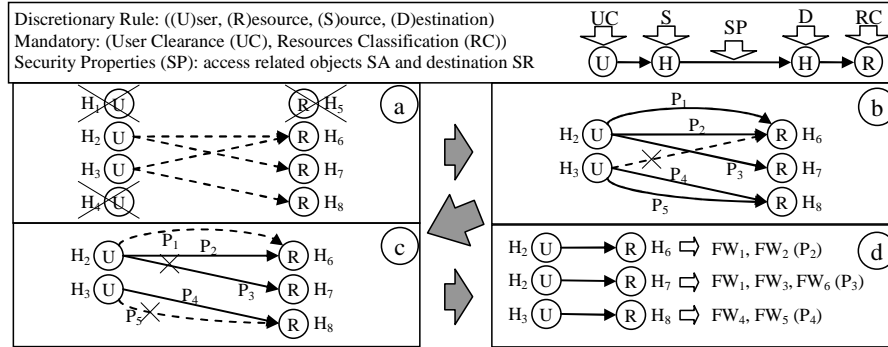 Discretionary Rule: ((U)ser, (R)esource, (S)ource, (D)estination)
Mandatory: (User Clearance (UC), Resources Classification (RC))
Security Properties (SP): access related objects SA and destination SR
UC S SP D RC
U H H R
a
H₁ U R H₅
H₂ U R H₆
H₃ U R H₇
H₄ U R H₈
b
P₁
H₂ U P₂ R H₆
H₃ U P₃ R H₇
P₄
P₅ R H₈
c
P₁ P₂
H₂ U R H₆
H₃ U P₄ P₃ R H₇
P₅ R H₈
d
H₂ U R H₆ FW₁, FW₂ (P₂)
H₂ U R H₇ FW₁, FW₃, FW₆ (P₃)
H₃ U R H₈ FW₄, FW₅ (P₄)